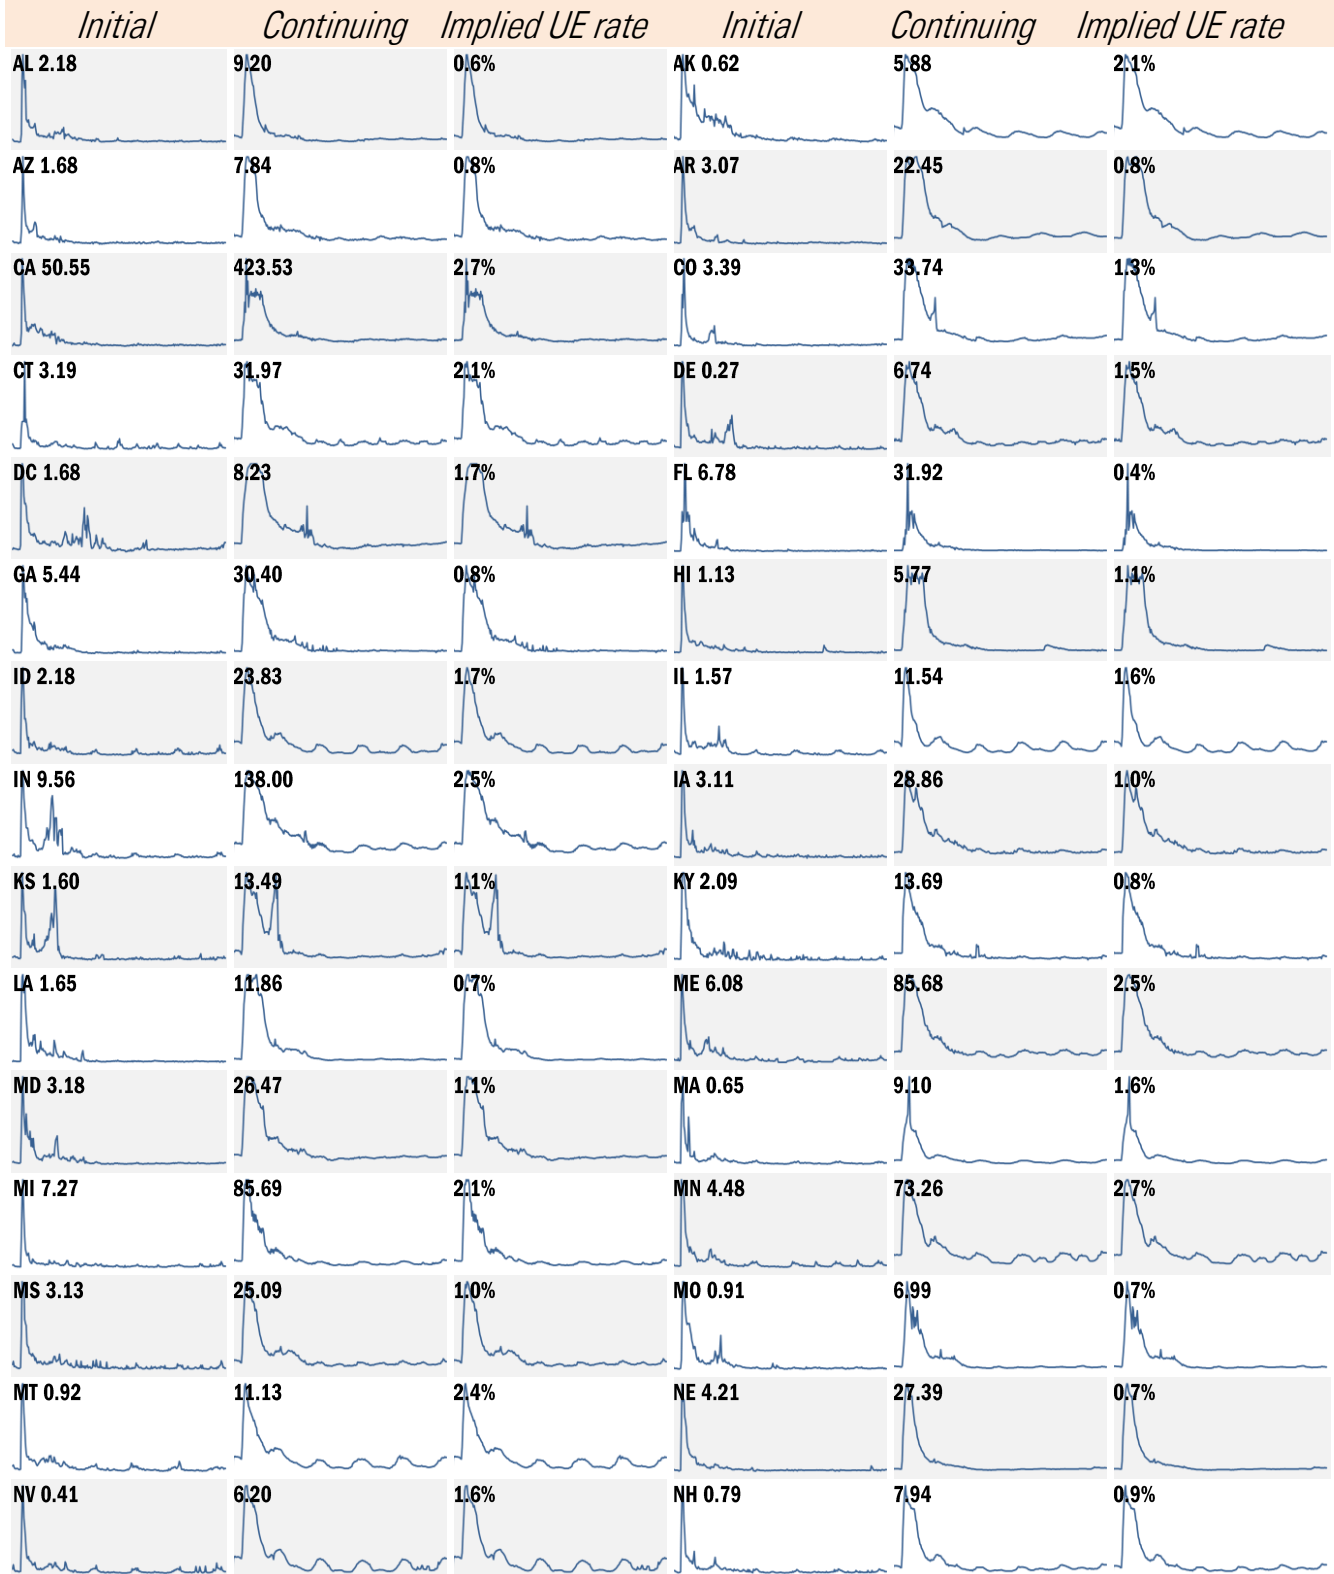 Initial Continuing Implied UE rate Initial Continuing Implied UE rate
AL 2.18 9.20 0.6% AK 0.62 5.88 2.1%
AZ 1.68 7.84 0.8% AR 3.07 22.45 0.8%
CA 50.55 423.53 2.7% CO 3.39 33.74 1.3%
CT 3.19 31.97 2.1% DE 0.27 6.74 1.5%
DC 1.68 8.23 1.7% FL 6.78 31.92 0.4%
GA 5.44 30.40 0.8% HI 1.13 5.77 1.1%
ID 2.18 23.83 1.7% IL 1.57 11.54 1.6%
IN 9.56 138.00 2.5% IA 3.11 28.86 1.0%
KS 1.60 13.49 1.1% KY 2.09 13.69 0.8%
LA 1.65 11.86 0.7% ME 6.08 85.68 2.5%
MD 3.18 26.47 1.1% MA 0.65 9.10 1.6%
MI 7.27 85.69 2.1% MN 4.48 73.26 2.7%
MS 3.13 25.09 1.0% MO 0.91 6.99 0.7%
MT 0.92 11.13 2.4% NE 4.21 27.39 0.7%
NV 0.41 6.20 1.6% NH 0.79 7.94 0.9%